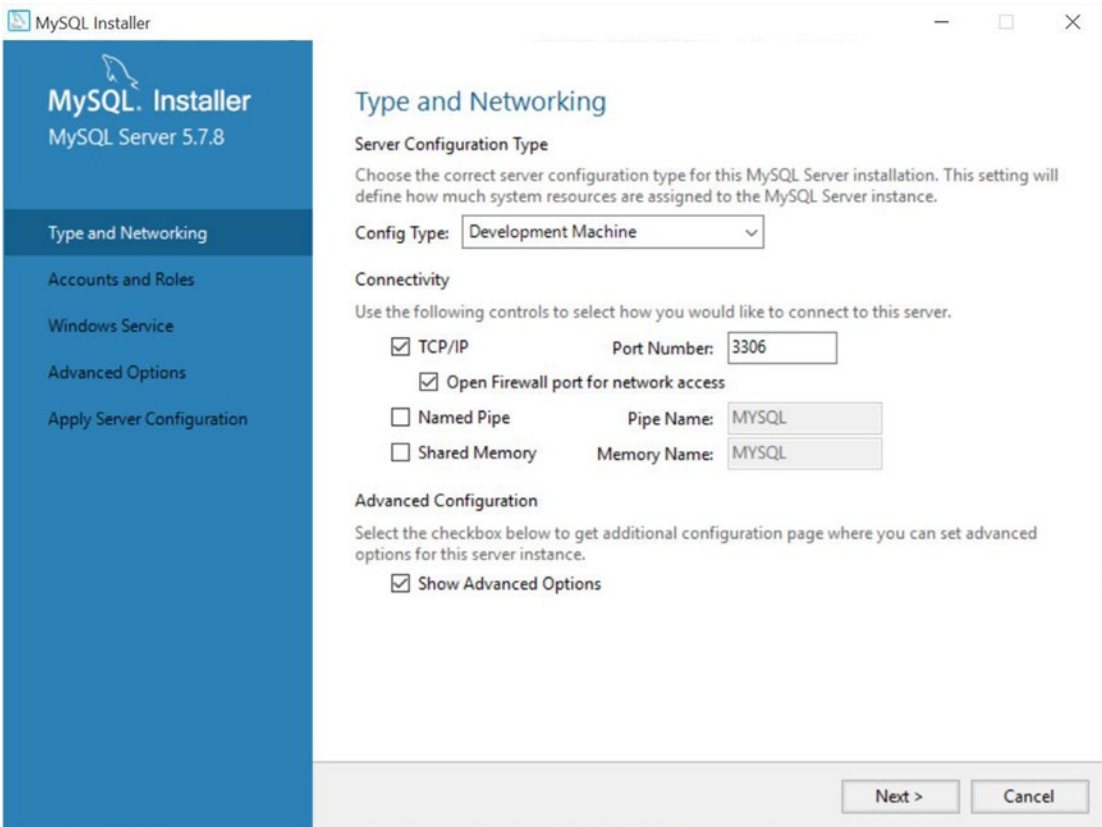 MySQL Installer
MySQL. Installer
MySQL Server 5.7.8
Type and Networking
Accounts and Roles
Windows Service
Advanced Options
Apply Server Configuration
Type and Networking
Server Configuration Type
Choose the correct server configuration type for this MySQL Server installation. This setting will
define how much system resources are assigned to the MySQL Server instance.
Config Type: Development Machine
Connectivity
Use the following controls to select how you would like to connect to this server.
TCP/IP Port Number: 3306
Open Firewall port for network access
Named Pipe Pipe Name: MYSQL
Shared Memory Memory Name: MYSQL
Advanced Configuration
Select the checkbox below to get additional configuration page where you can set advanced
options for this server instance.
Show Advanced Options
Next > Cancel